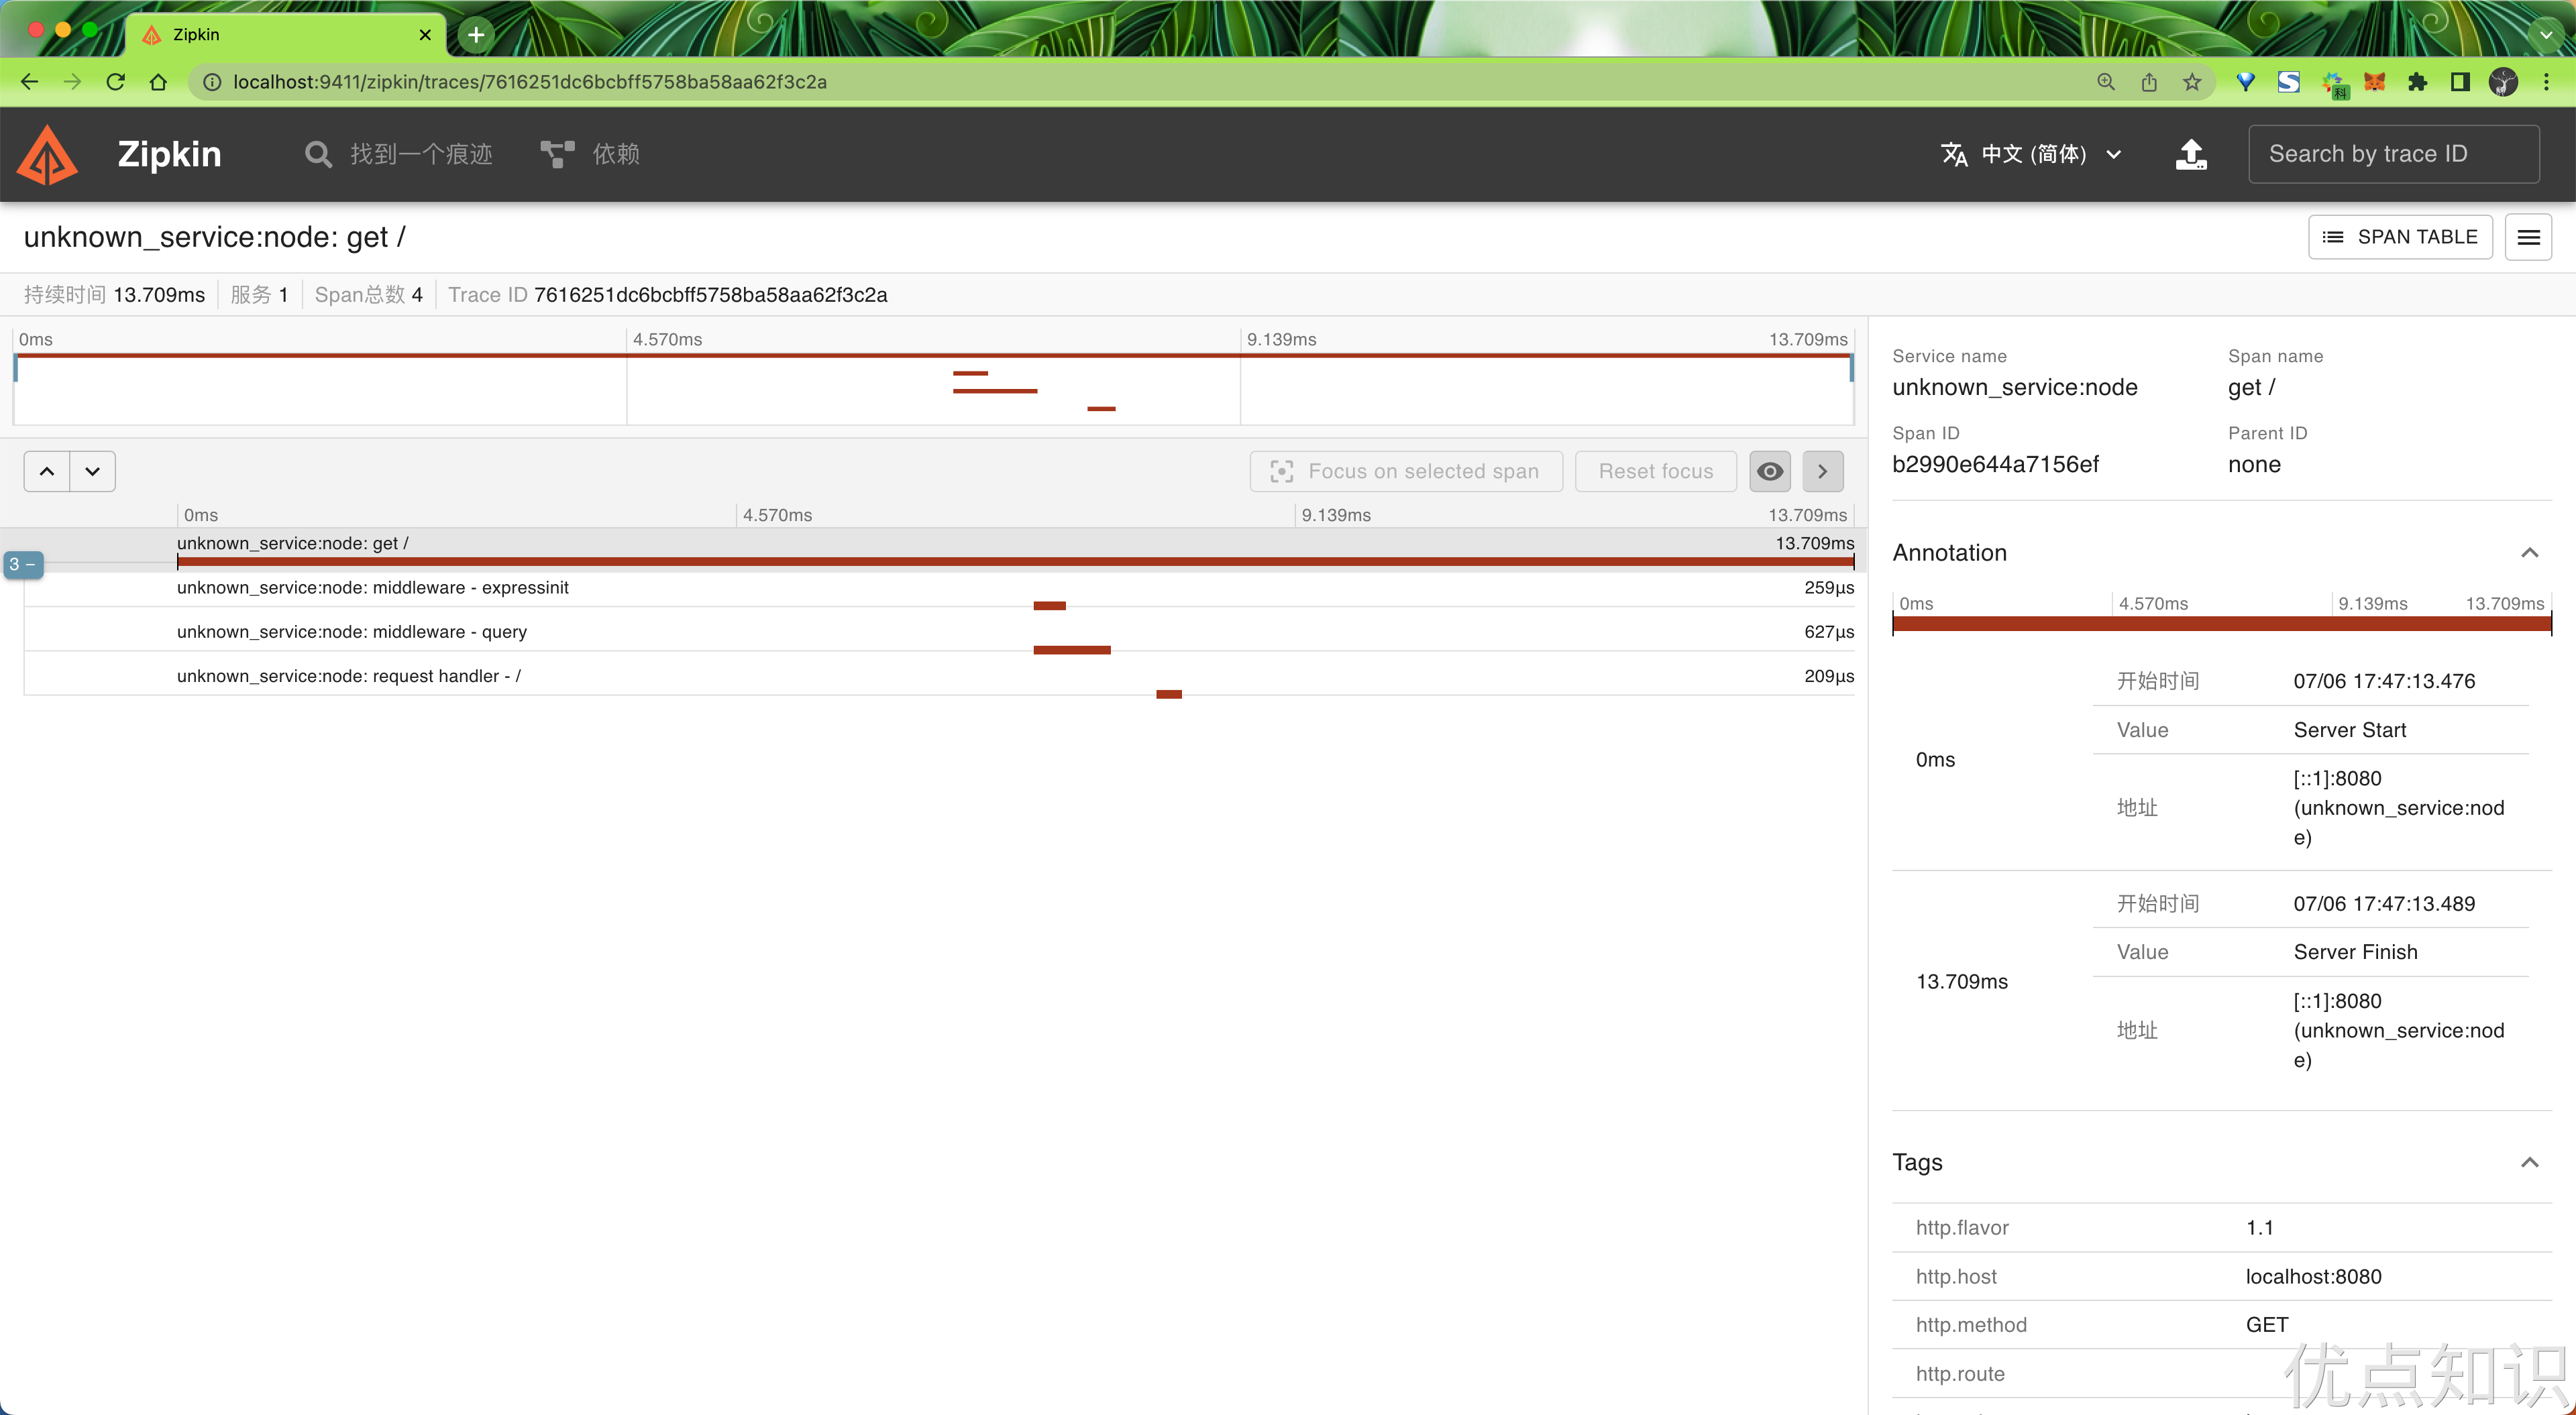 Zipkin
localhost:9411/zipkin/traces/7616251dc6bcbff5758ba58aa62f3c2a
科
Zipkin
找到一个痕迹
依赖
中文 (简体)
Search by trace ID
unknown_service:node: get /
SPAN TABLE
持续时间 13.709ms
服务 1
Span总数 4
Trace ID 7616251dc6bcbff5758ba58aa62f3c2a
0ms 4.570ms 9.139ms 13.709ms
Focus on selected span
Reset focus
0ms 4.570ms 9.139ms 13.709ms
unknown_service:node: get / 13.709ms
3 −
unknown_service:node: middleware - expressinit 259μs
unknown_service:node: middleware - query 627μs
unknown_service:node: request handler - / 209μs
Service name
unknown_service:node
Span name
get /
Span ID
b2990e644a7156ef
Parent ID
none
Annotation
0ms 4.570ms 9.139ms 13.709ms
0ms
开始时间 07/06 17:47:13.476
Value Server Start
地址
[::1]:8080
(unknown_service:nod
e)
13.709ms
开始时间 07/06 17:47:13.489
Value Server Finish
地址
[::1]:8080
(unknown_service:nod
e)
Tags
http.flavor 1.1
http.host localhost:8080
http.method GET
http.route
优点知识